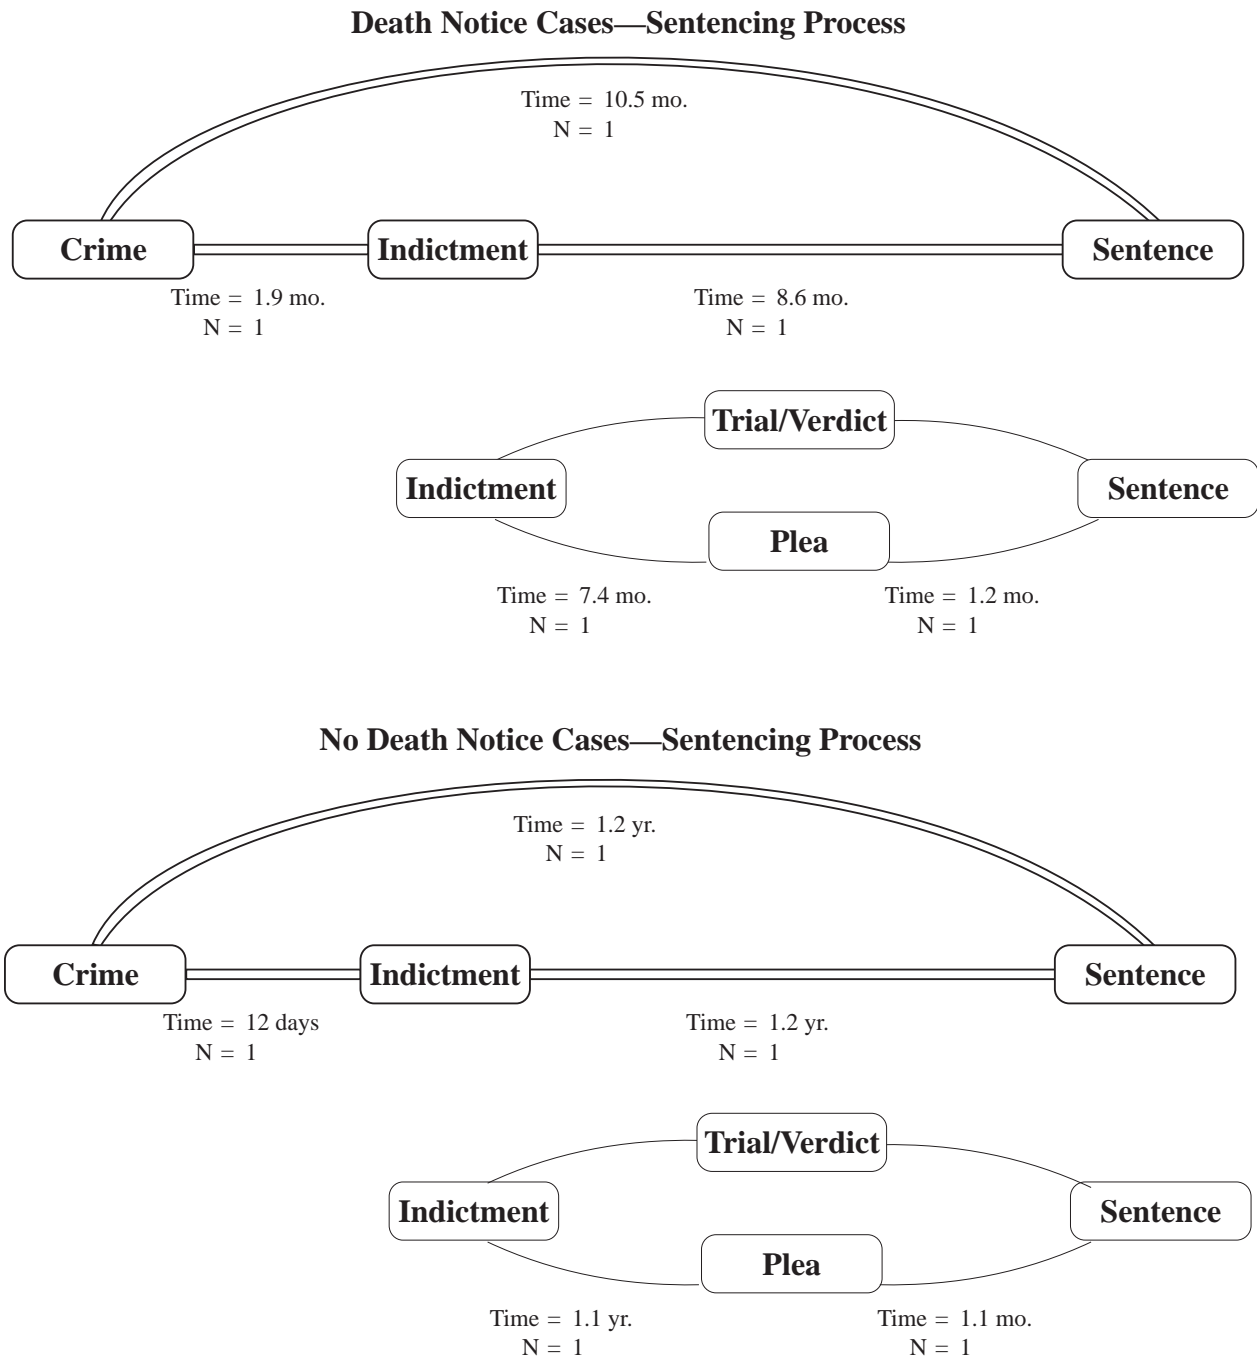 Death Notice Cases—Sentencing Process
Time = 10.5 mo.
N = 1
Crime
Indictment
Sentence
Time = 1.9 mo.
N = 1
Time = 8.6 mo.
N = 1
Trial/Verdict
Indictment
Sentence
Plea
Time = 7.4 mo.
N = 1
Time = 1.2 mo.
N = 1
No Death Notice Cases—Sentencing Process
Time = 1.2 yr.
N = 1
Crime
Indictment
Sentence
Time = 12 days
N = 1
Time = 1.2 yr.
N = 1
Trial/Verdict
Indictment
Sentence
Plea
Time = 1.1 yr.
N = 1
Time = 1.1 mo.
N = 1